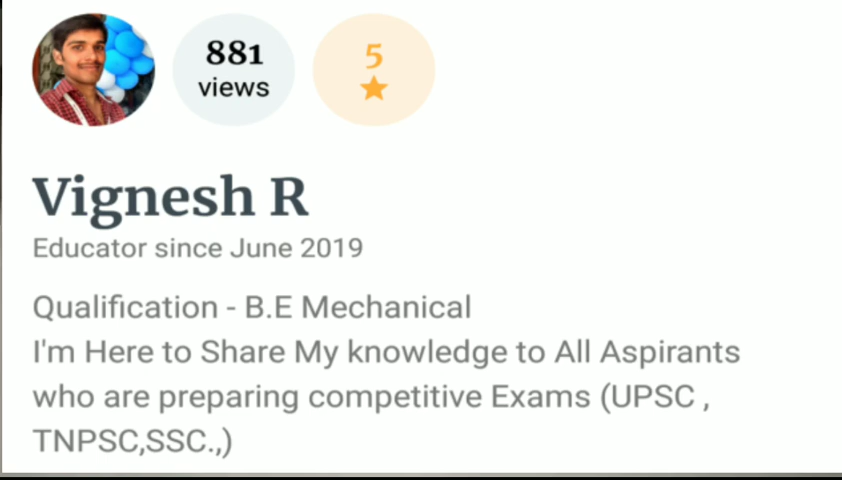 881
views
5
Vignesh R
Educator since June 2019
Qualification - B.E Mechanical
I'm Here to Share My knowledge to All Aspirants
who are preparing competitive Exams (UPSC ,
TNPSC,SSC.,)